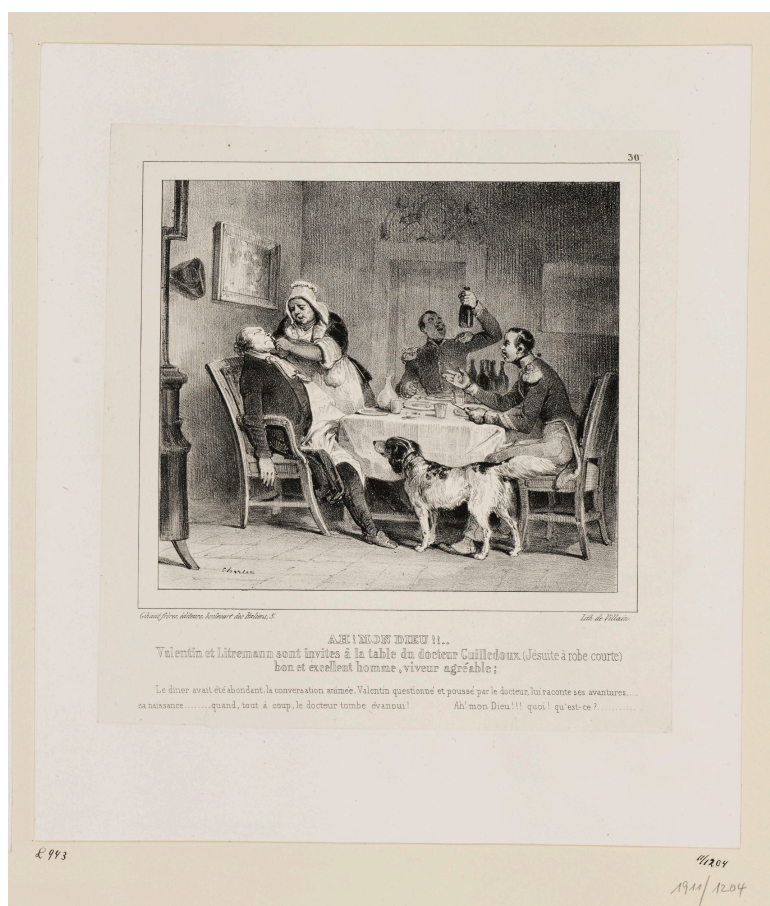 30
Charlet
Gihaut frères, éditeurs, boulevart des Italiens, 5.
Lith. de Villain.
AH! MON DIEU!!..
Valentin et Litremann sont invités à la table du docteur Guilledoux (Jésuite à robe courte)
bon et excellent homme, viveur agréable;
Le diner avait été abondant, la conversation animée, Valentin questionné et poussé par le docteur, lui raconte ses avantures....
sa naissance........quand, tout à coup, le docteur tombe évanoui! Ah! mon Dieu!!! quoi! qu'est-ce?...........
L 943
11/1204
1911/1204